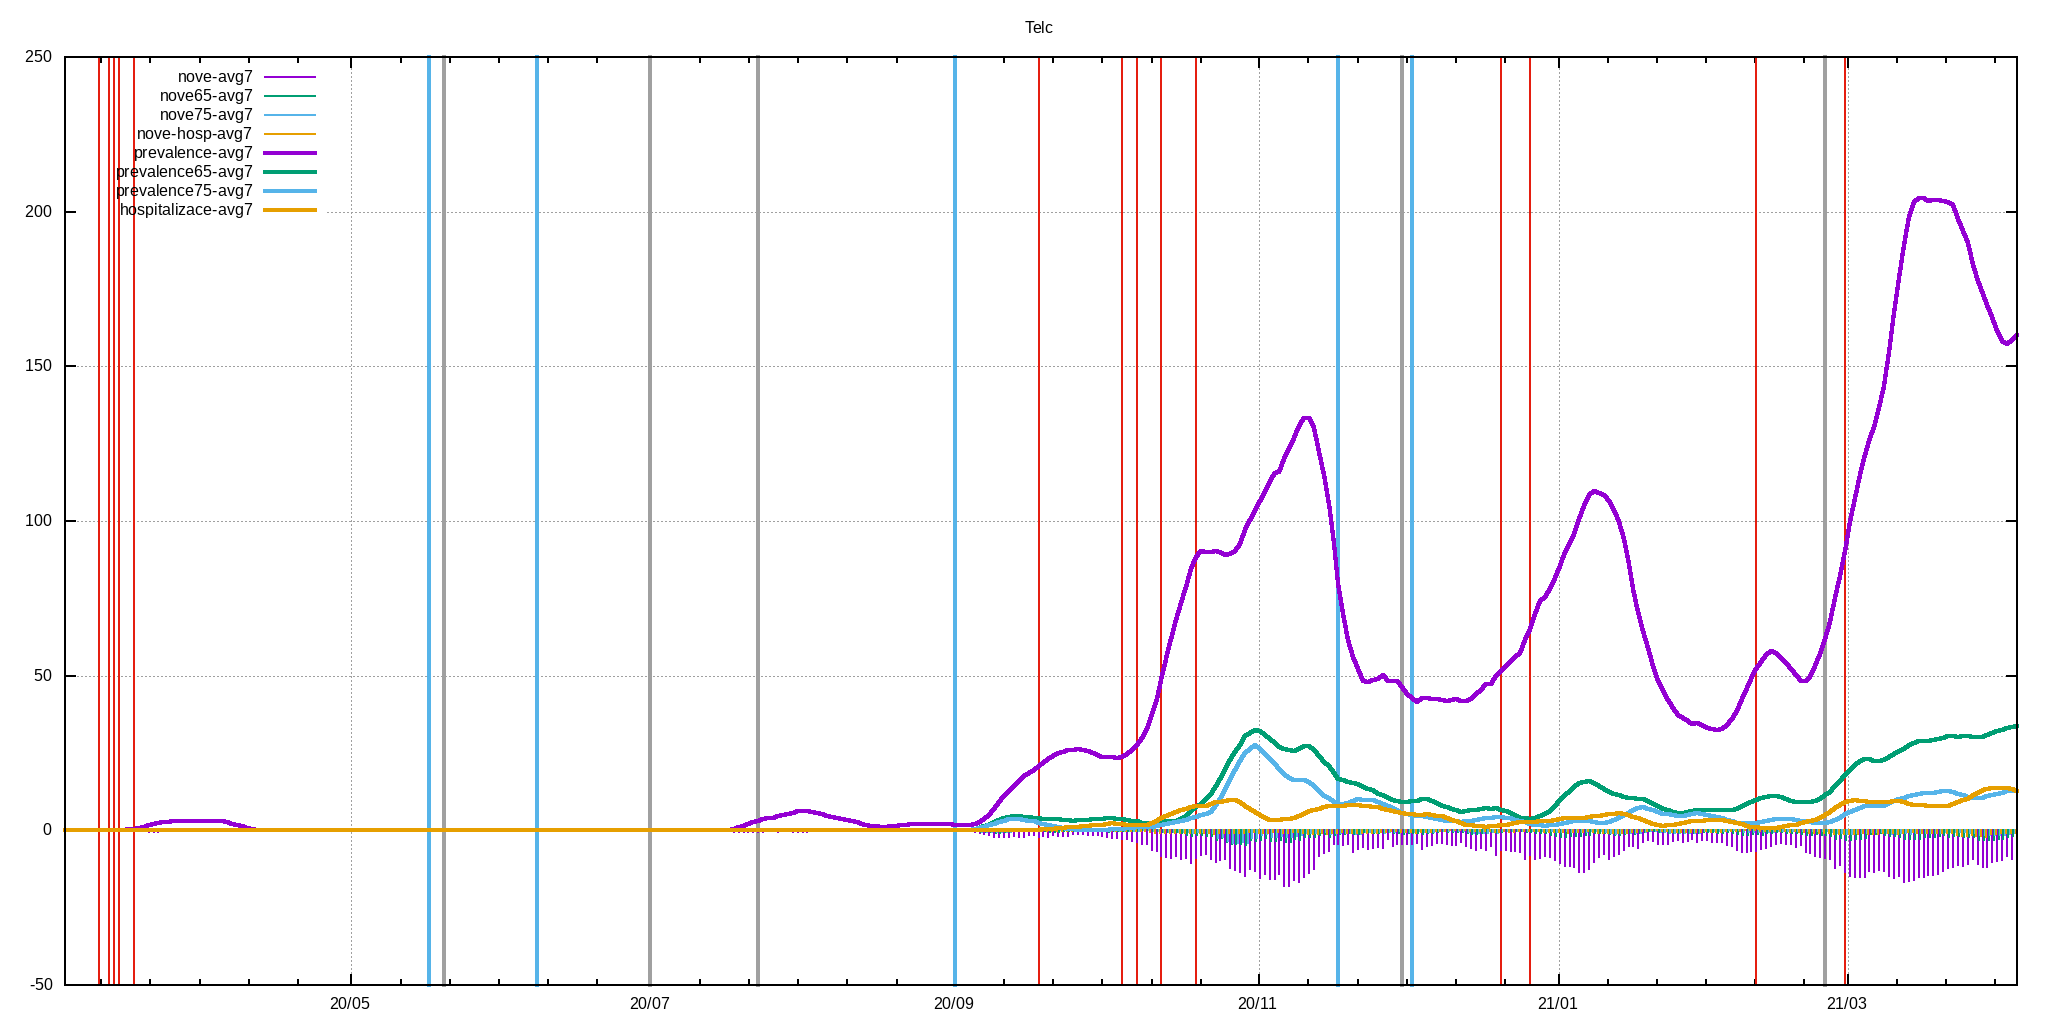 Telc
250
200
150
100
50
0
-50
nove-avg7
nove65-avg7
nove75-avg7
nove-hosp-avg7
prevalence-avg7
prevalence65-avg7
prevalence75-avg7
hospitalizace-avg7
20/05 20/07 20/09 20/11 21/01 21/03